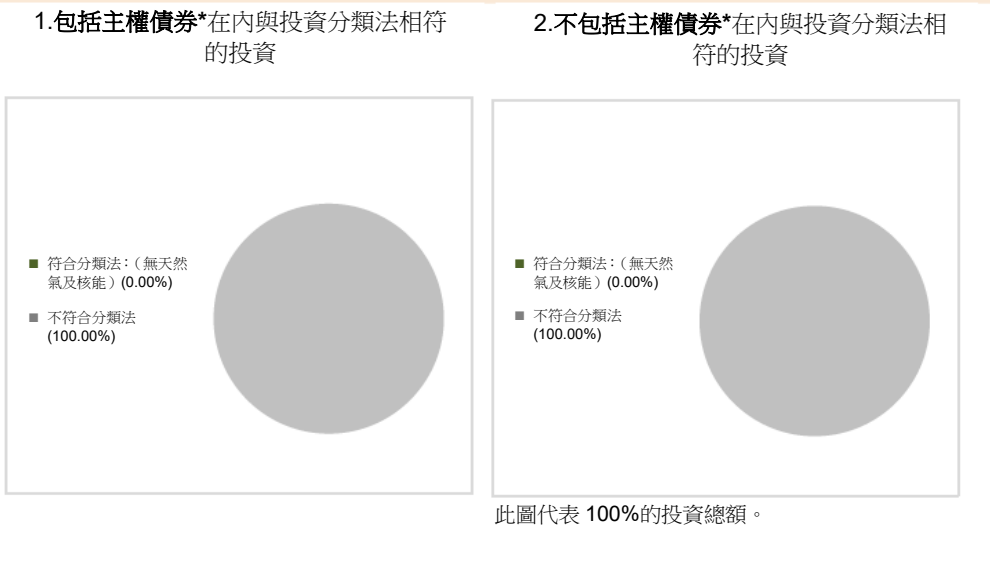 1.包括主權債券*在內與投資分類法相符
的投資
符合分類法：（無天然
氣及核能）(0.00%)
不符合分類法
(100.00%)
2.不包括主權債券*在內與投資分類法相
符的投資
符合分類法：（無天然
氣及核能）(0.00%)
不符合分類法
(100.00%)
此圖代表 100%的投資總額。